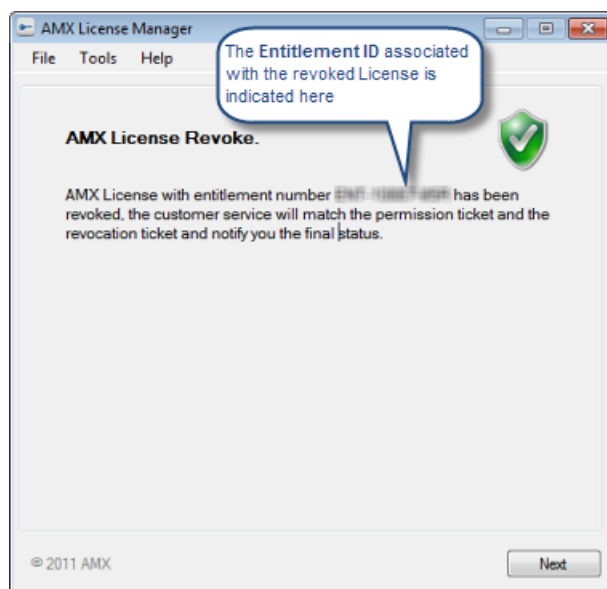 AMX License Manager
File Tools Help
The Entitlement ID associated
with the revoked License is
indicated here
AMX License Revoke.
AMX License with entitlement number has been
revoked, the customer service will match the permission ticket and the
revocation ticket and notify you the final status.
© 2011 AMX
Next